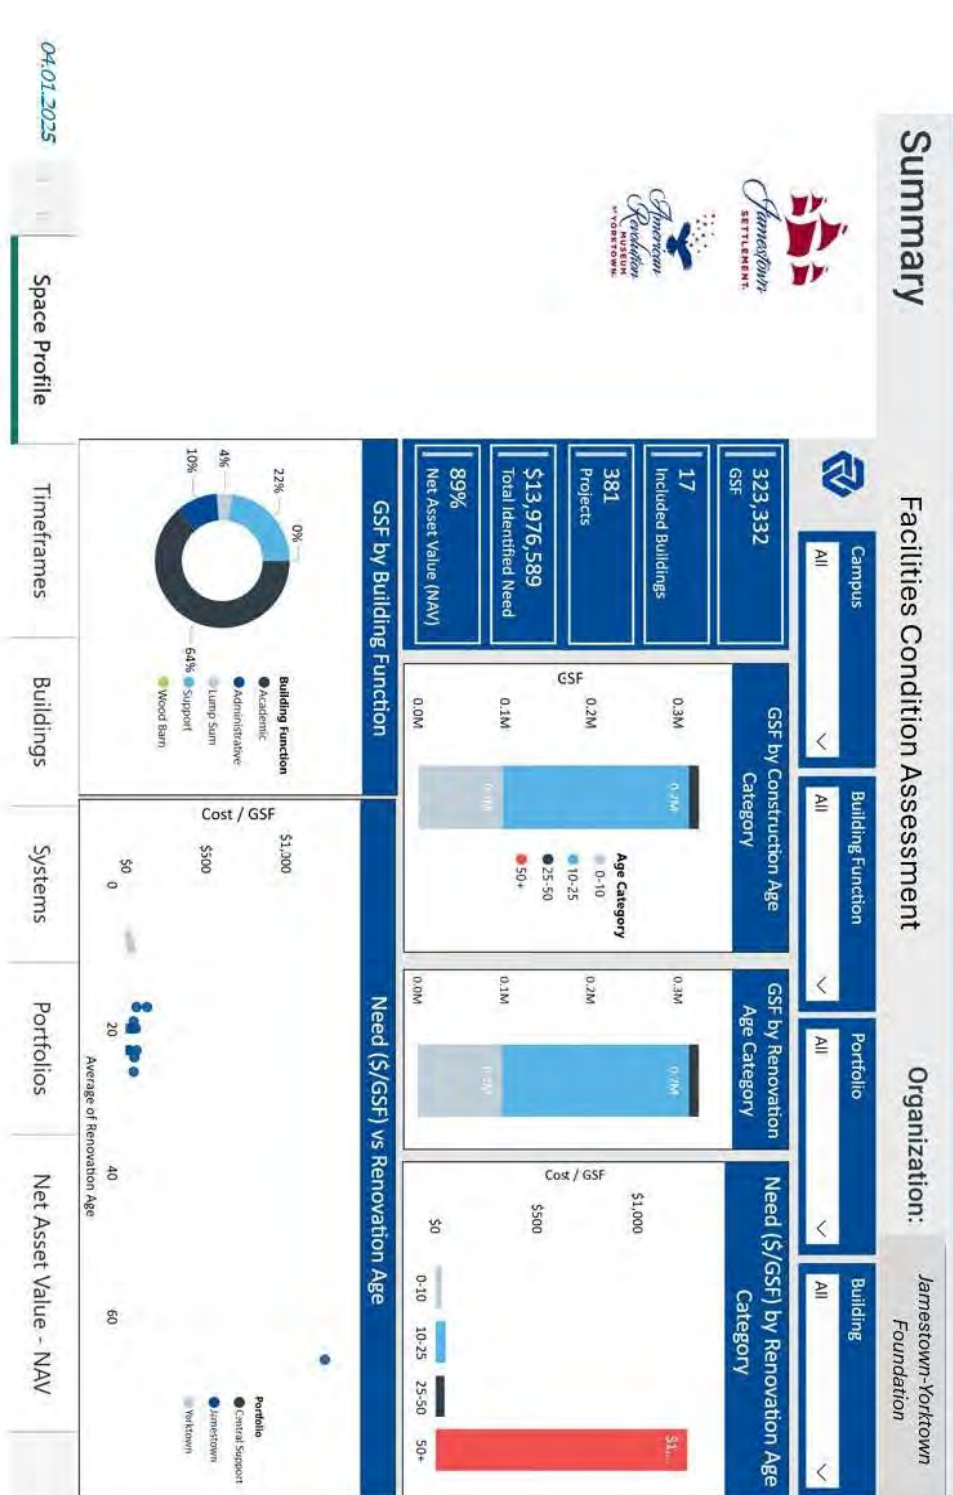 Summary
Facilities Condition Assessment
Organization:
Jamestown-Yorktown
Foundation
Jamestown
SETTLEMENT.
American
Revolution
MUSEUM
AT YORKTOWN.
Campus
All
Building Function
All
Portfolio
All
Building
All
323,332
GSF
17
Included Buildings
381
Projects
$13,976,589
Total Identified Need
89%
Net Asset Value (NAV)
GSF by Construction Age
Category
GSF
0.3M
0.2M
0.1M
0.0M
0.2M
0.1M
Age Category
0-10
10-25
25-50
50+
GSF by Renovation
Age Category
0.3M
0.2M
0.1M
0.0M
0.2M
0.1M
Need ($/GSF) by Renovation Age
Category
Cost / GSF
$1,000
$500
$0
$1,...
0-10
10-25
25-50
50+
GSF by Building Function
0%
22%
4%
10%
64%
Building Function
Academic
Administrative
Lump Sum
Support
Wood Barn
Need ($/GSF) vs Renovation Age
Cost / GSF
$1,000
$500
$0
0
20
40
60
Average of Renovation Age
Portfolio
Central Support
Jamestown
Yorktown
04.01.2025
Space Profile
Timeframes
Buildings
Systems
Portfolios
Net Asset Value - NAV